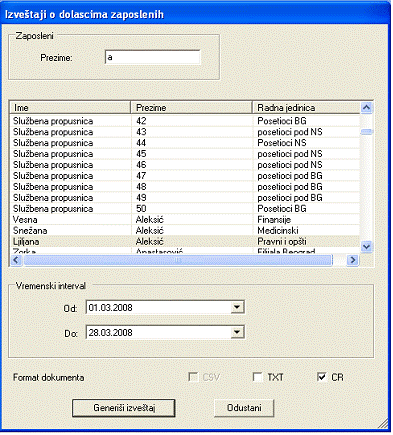 Izveštaji o dolascima zaposlenih
Zaposleni
Prezime: a
Ime Prezime Radna jedinica
Službena propusnica 42 Posetioci BG
Službena propusnica 43 posetioci pod NS
Službena propusnica 44 Posetioci NS
Službena propusnica 45 posetioci pod NS
Službena propusnica 46 posetioci pod NS
Službena propusnica 47 posetioci pod BG
Službena propusnica 48 posetioci pod BG
Službena propusnica 49 posetioci pod BG
Službena propusnica 50 Posetioci BG
Vesna Aleksić Finansije
Snežana Aleksić Medicinski
Ljiljana Aleksić Pravni i opšti
Zorka Anastasović Filijala Beograd
Vremenski interval
Od: 01.03.2008
Do: 28.03.2008
Format dokumenta CSV TXT CR
Generiši izveštaj Odustani